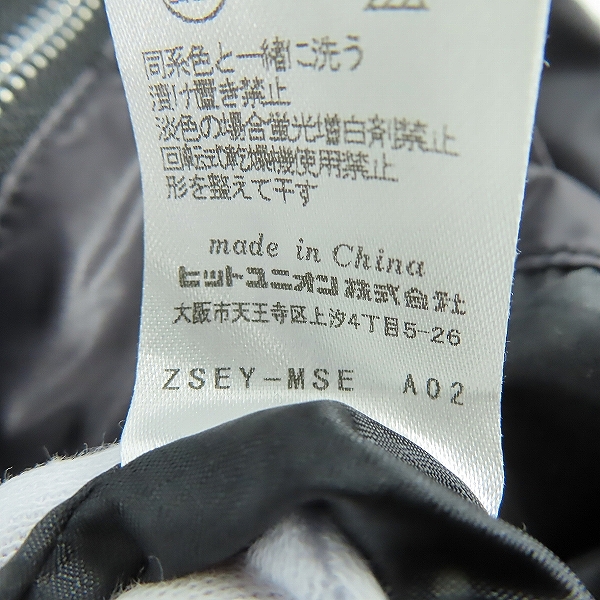 同系色と一緒に洗う
漬け置き禁止
淡色の場合蛍光増白剤禁止
回転式乾燥機使用禁止
形を整えて干す
made in China
ヒットユニオン株式会社
大阪市天王寺区上汐4丁目5-26
ZSEY-MSE A02